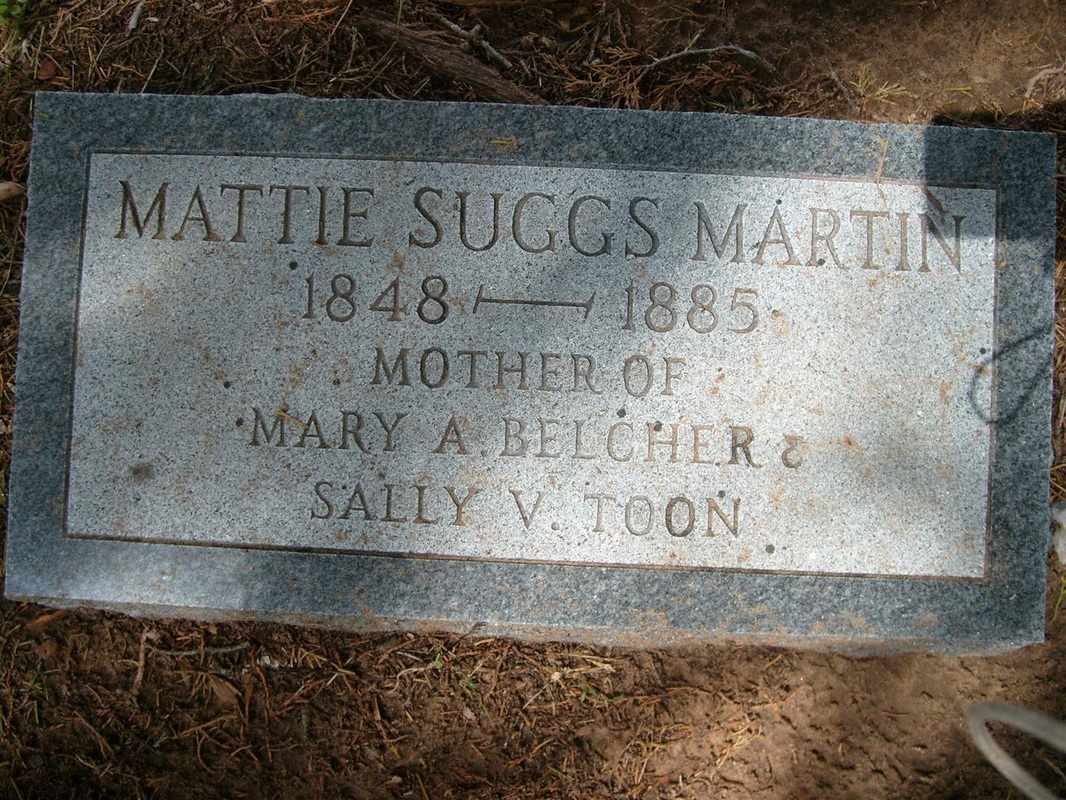 MATTIE SUGGS MARTIN
1848 — 1885
MOTHER OF
MARY A. BELCHER &
SALLY V. TOON